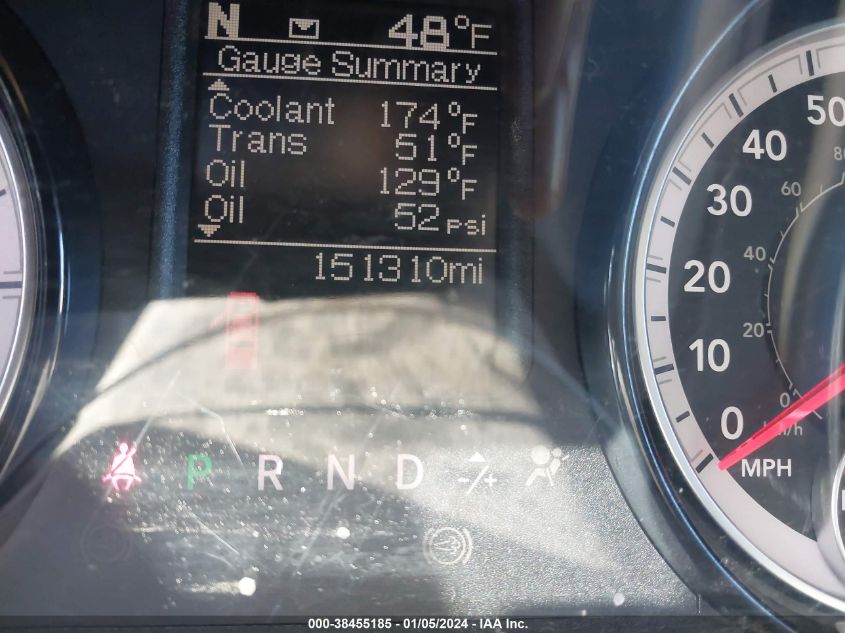 N 48°F
Gauge Summary
Coolant 174°F
Trans 51°F
Oil 129°F
Oil 52 psi
151310mi
P R N D -/+
50
40
30
20
10
0
MPH
80
60
40
20
0
km/h
000-38455185 - 01/05/2024 - IAA Inc.